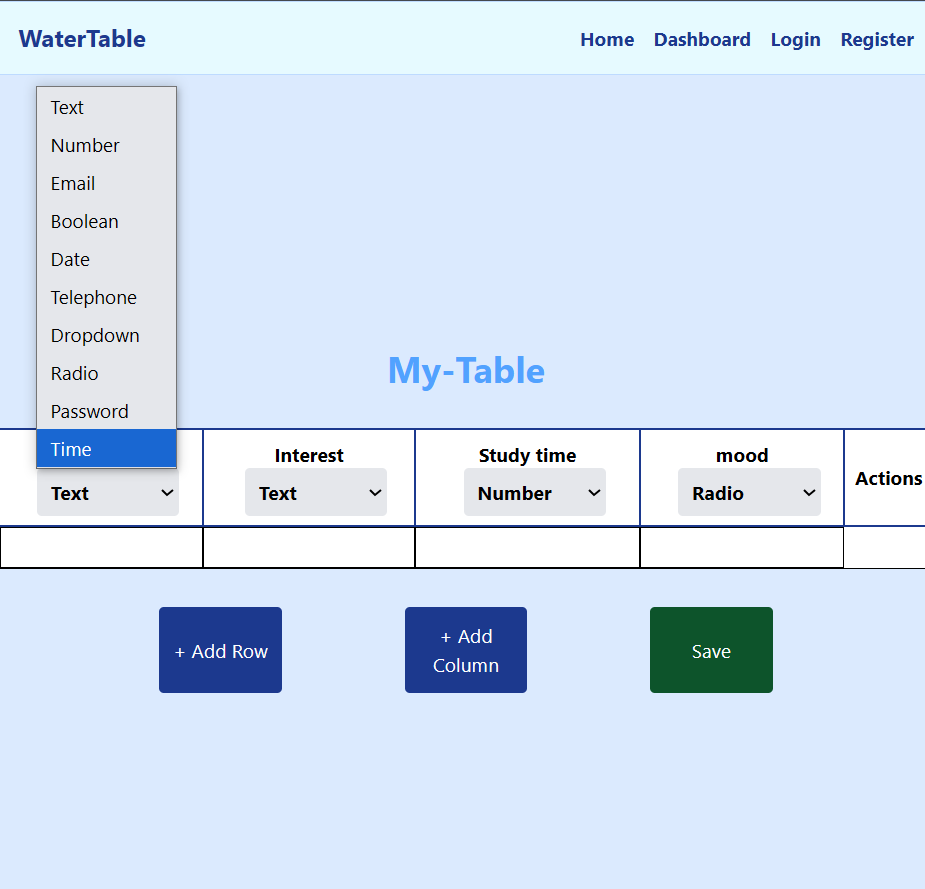 WaterTable
Home Dashboard Login Register
Text
Number
Email
Boolean
Date
Telephone
Dropdown
Radio
Password
Time
My-Table
Interest Study time mood Actions
Text Text Number Radio
+ Add Row
+ Add
Column
Save